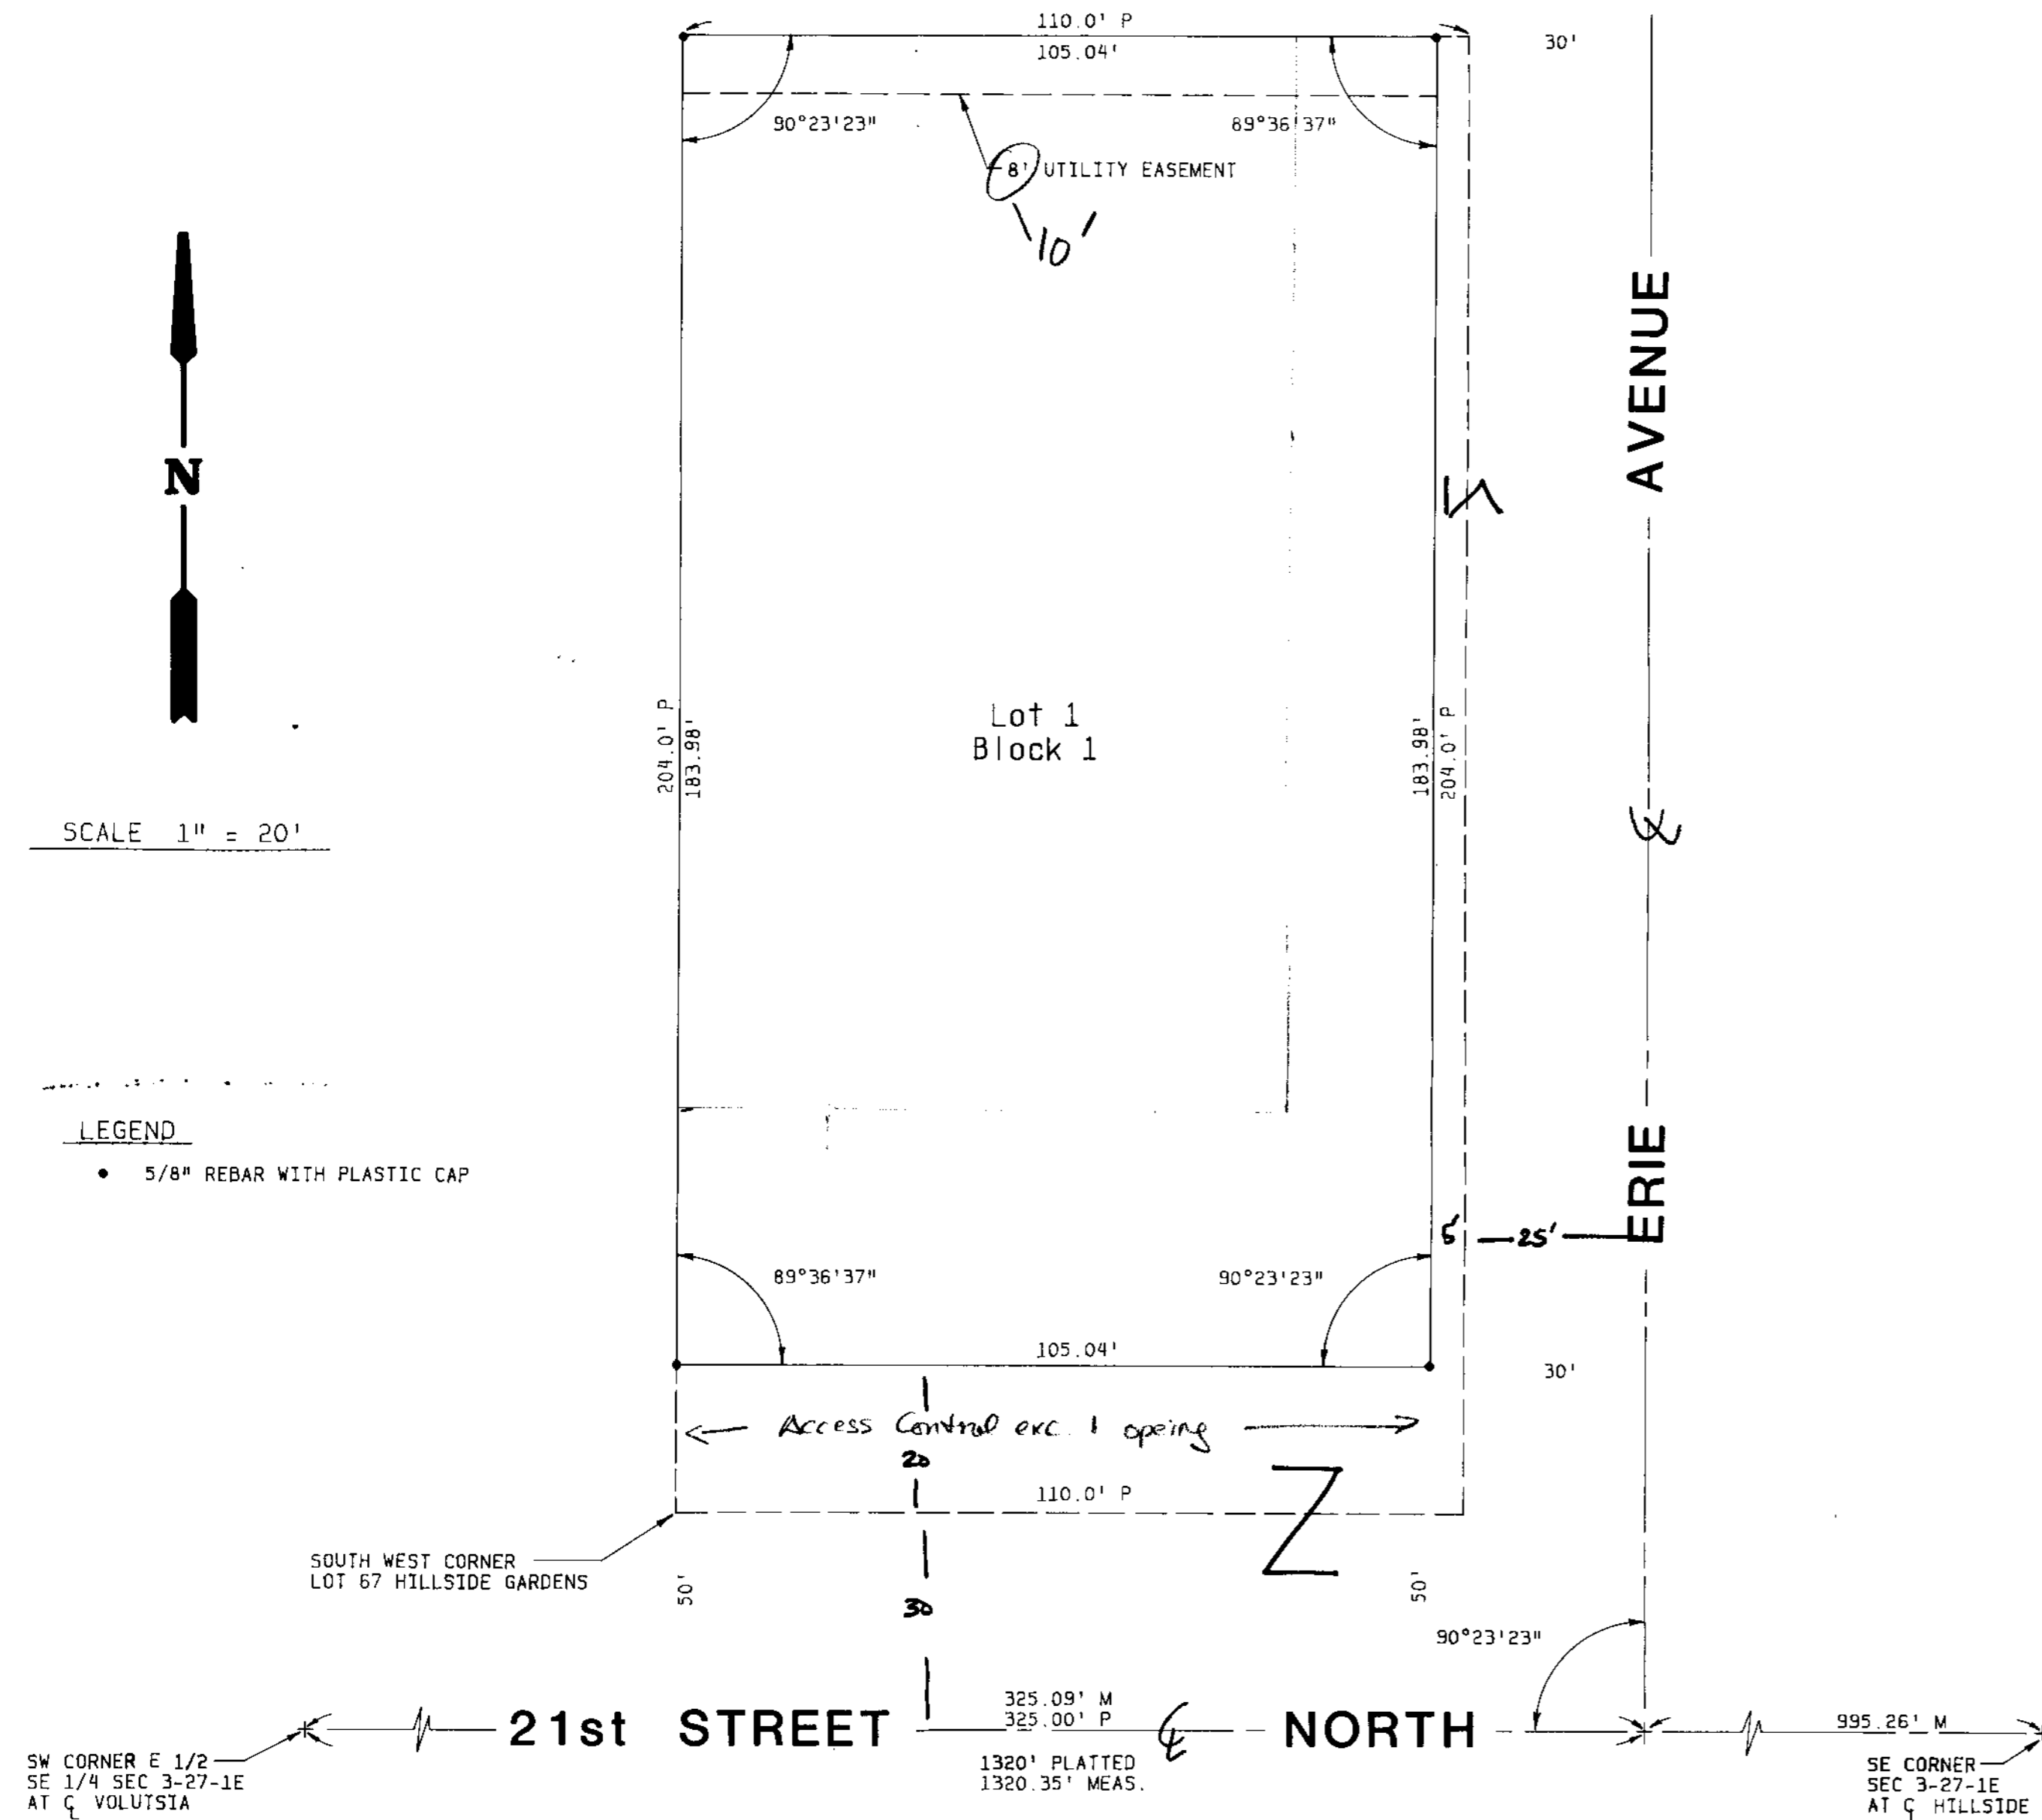 110.0' P
105.04'
30'
90°23'23"
89°36'37"
8' UTILITY EASEMENT
10'
AVENUE
N
Lot 1
Block 1
204.0' P
183.98'
183.98'
204.0' P
SCALE 1" = 20'
℄
LEGEND
• 5/8" REBAR WITH PLASTIC CAP
ERIE
5' 25'
89°36'37"
90°23'23"
105.04'
30'
Access Control exc. 1 opeing
20
110.0' P
SOUTH WEST CORNER
LOT 67 HILLSIDE GARDENS
50'
50'
30
90°23'23"
325.09' M
325.00' P
21st STREET ℄ NORTH
995.26' M
1320' PLATTED
1320.35' MEAS.
SW CORNER E 1/2
SE 1/4 SEC 3-27-1E
AT ℄ VOLUTSIA
SE CORNER
SEC 3-27-1E
AT ℄ HILLSIDE